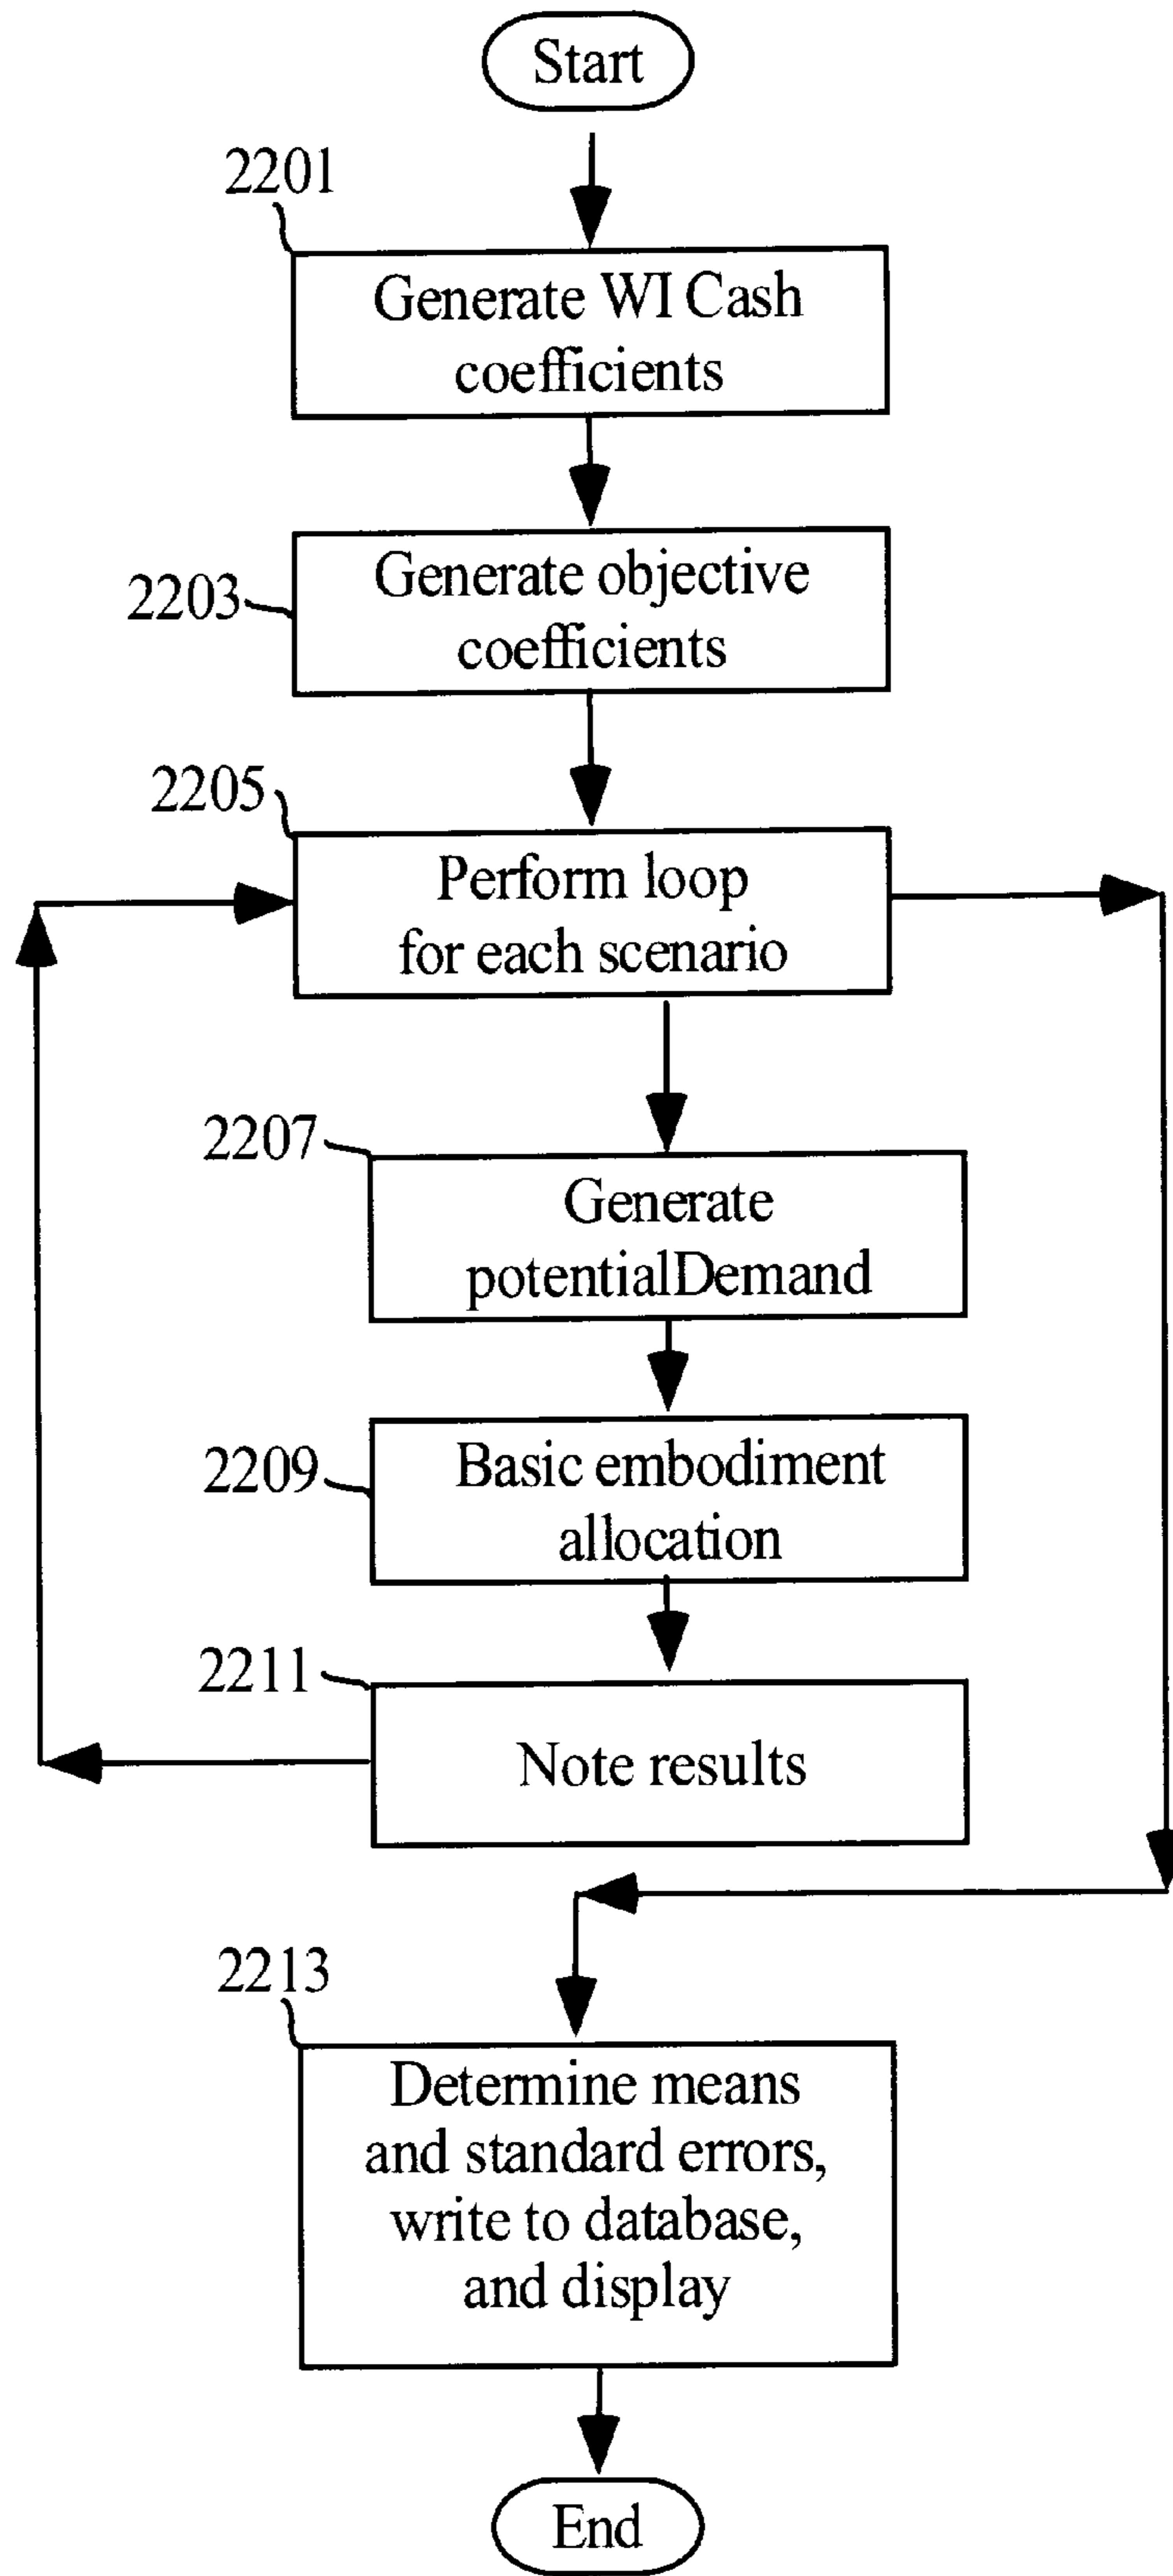 Start
2201
Generate WI Cash
coefficients
2203
Generate objective
coefficients
2205
Perform loop
for each scenario
2207
Generate
potentialDemand
2209
Basic embodiment
allocation
2211
Note results
2213
Determine means
and standard errors,
write to database,
and display
End